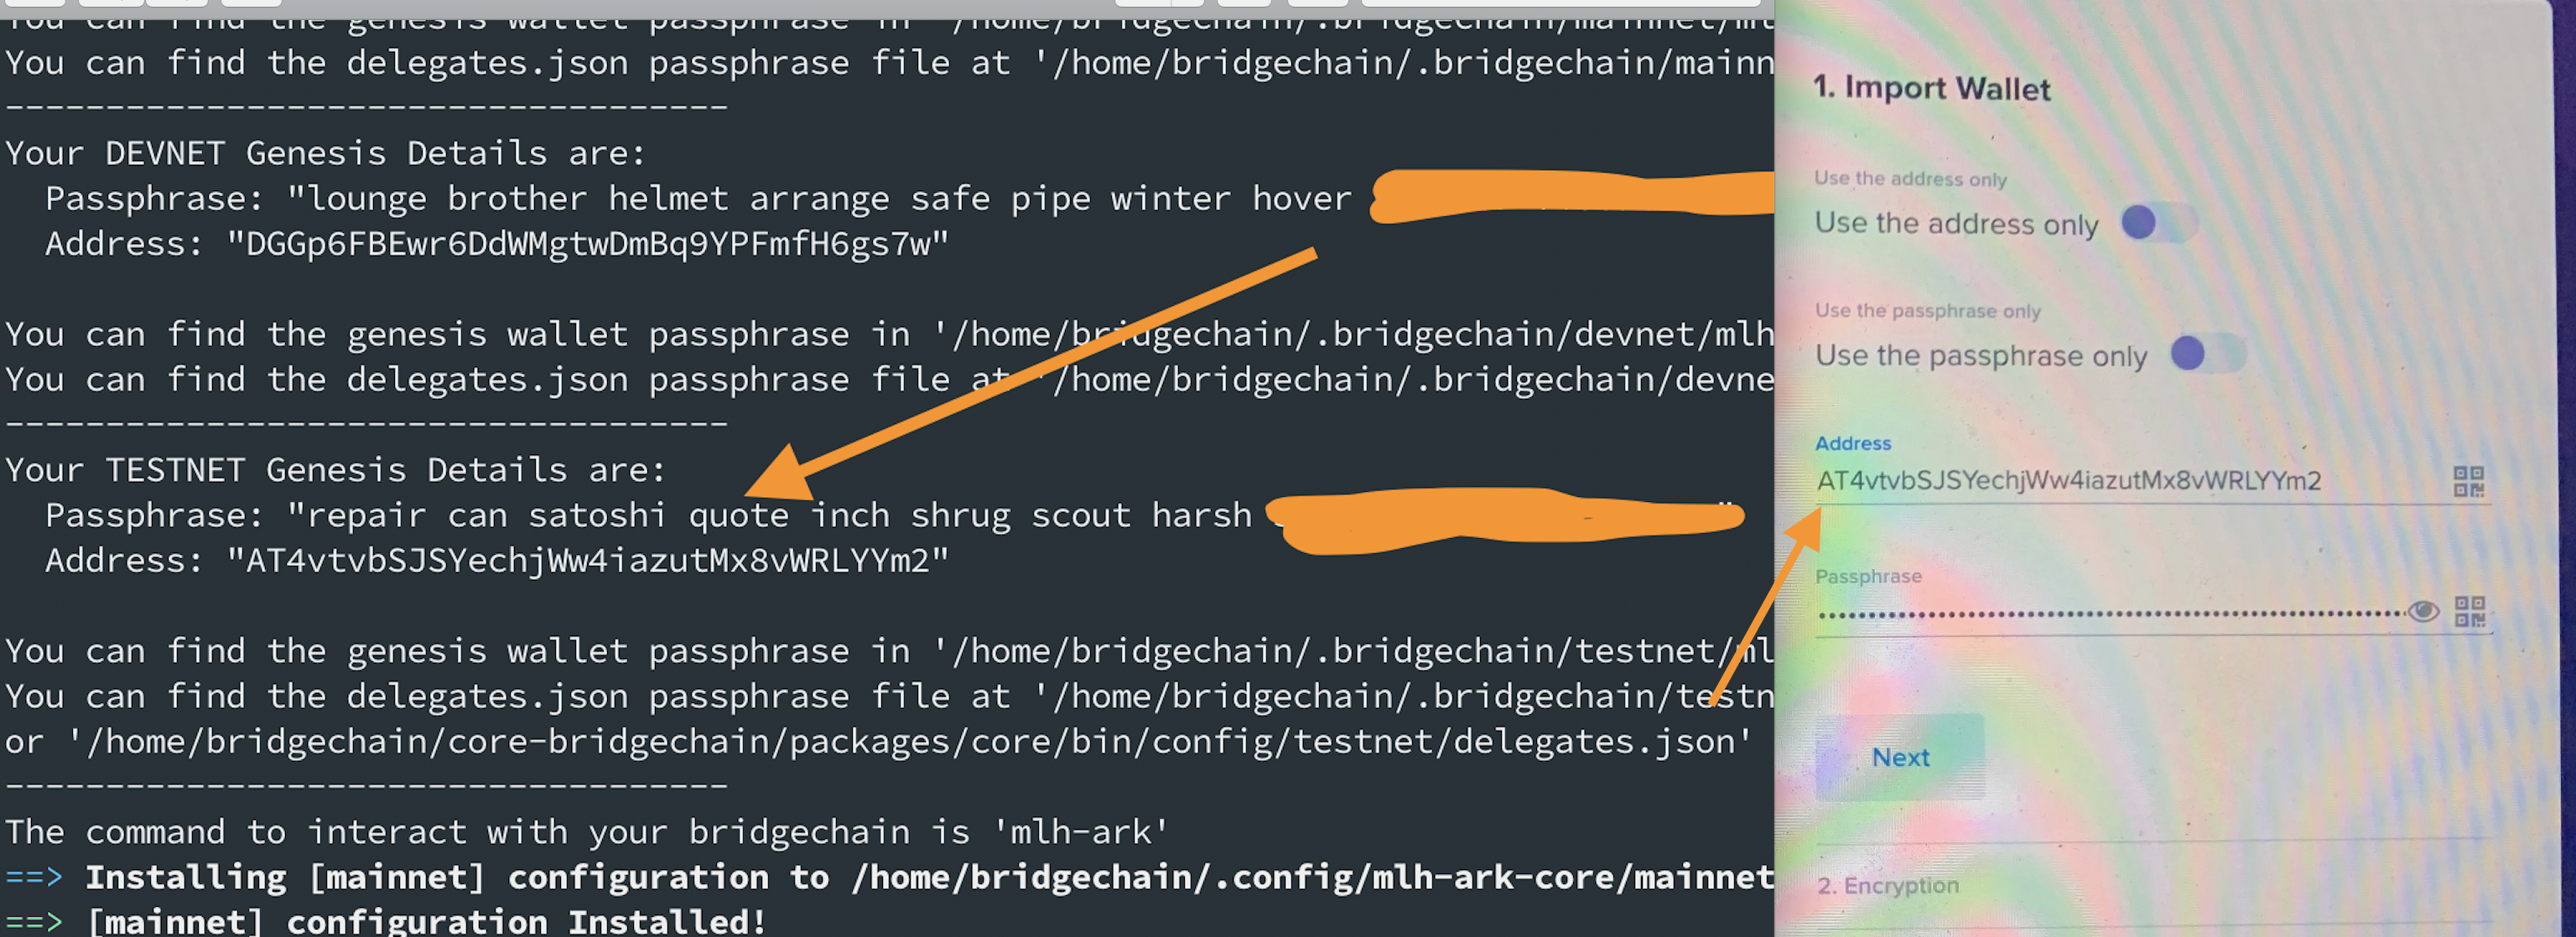 You can find the genesis wallet passphrase in '/home/bridgechain/.bridgechain/mainnet/ml
You can find the delegates.json passphrase file at '/home/bridgechain/.bridgechain/mainn
------------------------------------
Your DEVNET Genesis Details are:
Passphrase: "lounge brother helmet arrange safe pipe winter hover
Address: "DGGp6FBEwr6DdWMgtwDmBq9YPFmfH6gs7w"
You can find the genesis wallet passphrase in '/home/bridgechain/.bridgechain/devnet/mlh
You can find the delegates.json passphrase file at '/home/bridgechain/.bridgechain/devne
------------------------------------
Your TESTNET Genesis Details are:
Passphrase: "repair can satoshi quote inch shrug scout harsh
Address: "AT4vtvbSJSYechjWw4iazutMx8vWRLYYm2"
You can find the genesis wallet passphrase in '/home/bridgechain/.bridgechain/testnet/ml
You can find the delegates.json passphrase file at '/home/bridgechain/.bridgechain/testn
or '/home/bridgechain/core-bridgechain/packages/core/bin/config/testnet/delegates.json'
------------------------------------
The command to interact with your bridgechain is 'mlh-ark'
==> Installing [mainnet] configuration to /home/bridgechain/.config/mlh-ark-core/mainnet
==> [mainnet] configuration Installed!
1. Import Wallet
Use the address only
Use the address only
Use the passphrase only
Use the passphrase only
Address
AT4vtvbSJSYechjWw4iazutMx8vWRLYYm2
Passphrase
Next
2. Encryption